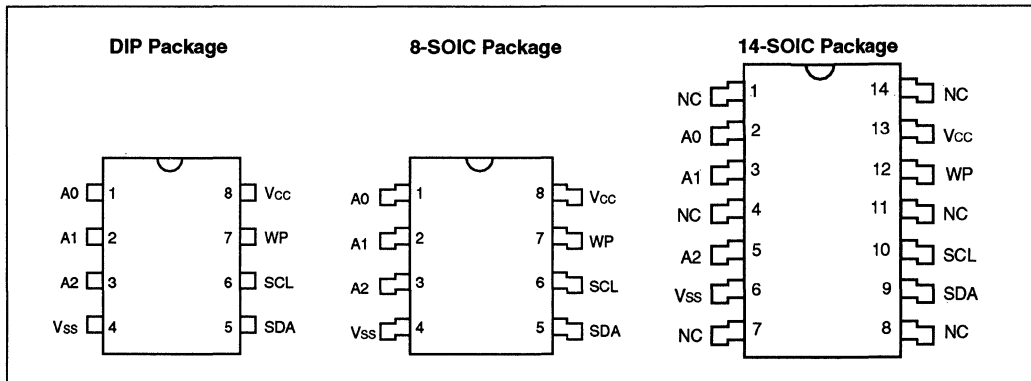 DIP Package
A0 1 8 VCC
A1 2 7 WP
A2 3 6 SCL
VSS 4 5 SDA
8-SOIC Package
A0 1 8 VCC
A1 2 7 WP
A2 3 6 SCL
VSS 4 5 SDA
14-SOIC Package
NC 1 14 NC
A0 2 13 VCC
A1 3 12 WP
NC 4 11 NC
A2 5 10 SCL
VSS 6 9 SDA
NC 7 8 NC